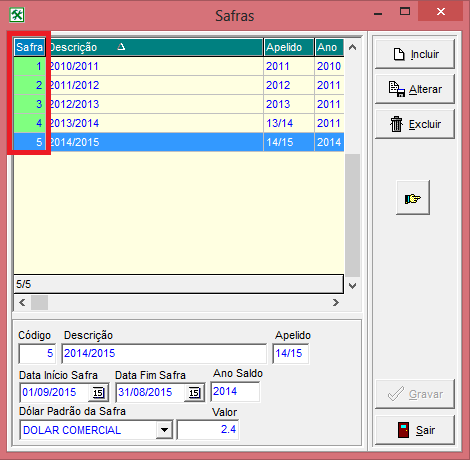 Safras
Safra Descrição Apelido Ano
1 2010/2011 2011 2010
2 2011/2012 2012 2011
3 2012/2013 2013 2011
4 2013/2014 13/14 2011
5 2014/2015 14/15 2014
5/5
Incluir
Alterar
Excluir
Código Descrição Apelido
5 2014/2015 14/15
Data Início Safra Data Fim Safra Ano Saldo
01/09/2015 15 31/08/2015 15 2014
Dólar Padrão da Safra Valor
DOLAR COMERCIAL 2.4
Gravar
Sair